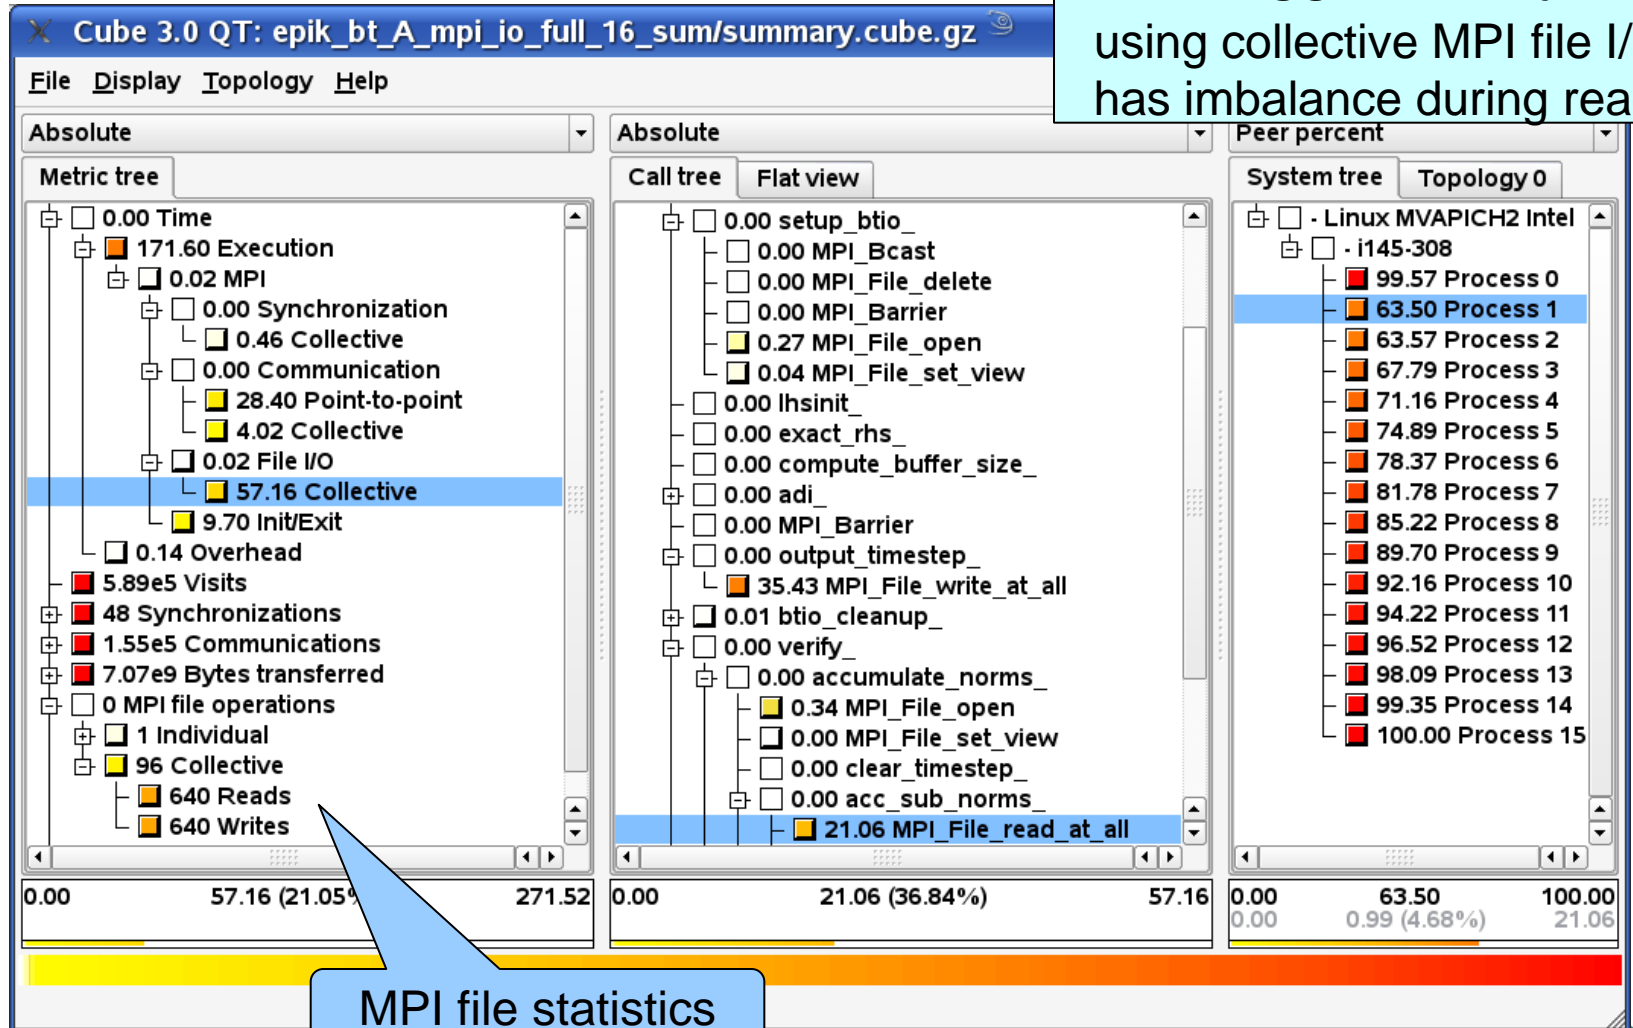 Cube 3.0 QT: epik_bt_A_mpi_io_full_16_sum/summary.cube.gz
using collective MPI file I/
has imbalance during rea
File Display Topology Help
Absolute
Metric tree
0.00 Time
171.60 Execution
0.02 MPI
0.00 Synchronization
0.46 Collective
0.00 Communication
28.40 Point-to-point
4.02 Collective
0.02 File I/O
57.16 Collective
9.70 Init/Exit
0.14 Overhead
5.89e5 Visits
48 Synchronizations
1.55e5 Communications
7.07e9 Bytes transferred
0 MPI file operations
1 Individual
96 Collective
640 Reads
640 Writes
0.00 57.16 (21.05% 271.52
Absolute
Call tree Flat view
0.00 setup_btio_
0.00 MPI_Bcast
0.00 MPI_File_delete
0.00 MPI_Barrier
0.27 MPI_File_open
0.04 MPI_File_set_view
0.00 lhsinit_
0.00 exact_rhs_
0.00 compute_buffer_size_
0.00 adi_
0.00 MPI_Barrier
0.00 output_timestep_
35.43 MPI_File_write_at_all
0.01 btio_cleanup_
0.00 verify_
0.00 accumulate_norms_
0.34 MPI_File_open
0.00 MPI_File_set_view
0.00 clear_timestep_
0.00 acc_sub_norms_
21.06 MPI_File_read_at_all
0.00 21.06 (36.84%) 57.16
Peer percent
System tree Topology 0
- Linux MVAPICH2 Intel
- i145-308
99.57 Process 0
63.50 Process 1
63.57 Process 2
67.79 Process 3
71.16 Process 4
74.89 Process 5
78.37 Process 6
81.78 Process 7
85.22 Process 8
89.70 Process 9
92.16 Process 10
94.22 Process 11
96.52 Process 12
98.09 Process 13
99.35 Process 14
100.00 Process 15
0.00 63.50 100.00
0.00 0.99 (4.68%) 21.06
MPI file statistics